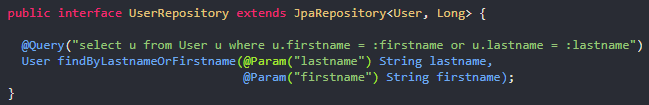 public interface UserRepository extends JpaRepository<User, Long> {
@Query("select u from User u where u.firstname = :firstname or u.lastname = :lastname")
User findByLastnameOrFirstname(@Param("lastname") String lastname,
@Param("firstname") String firstname);
}